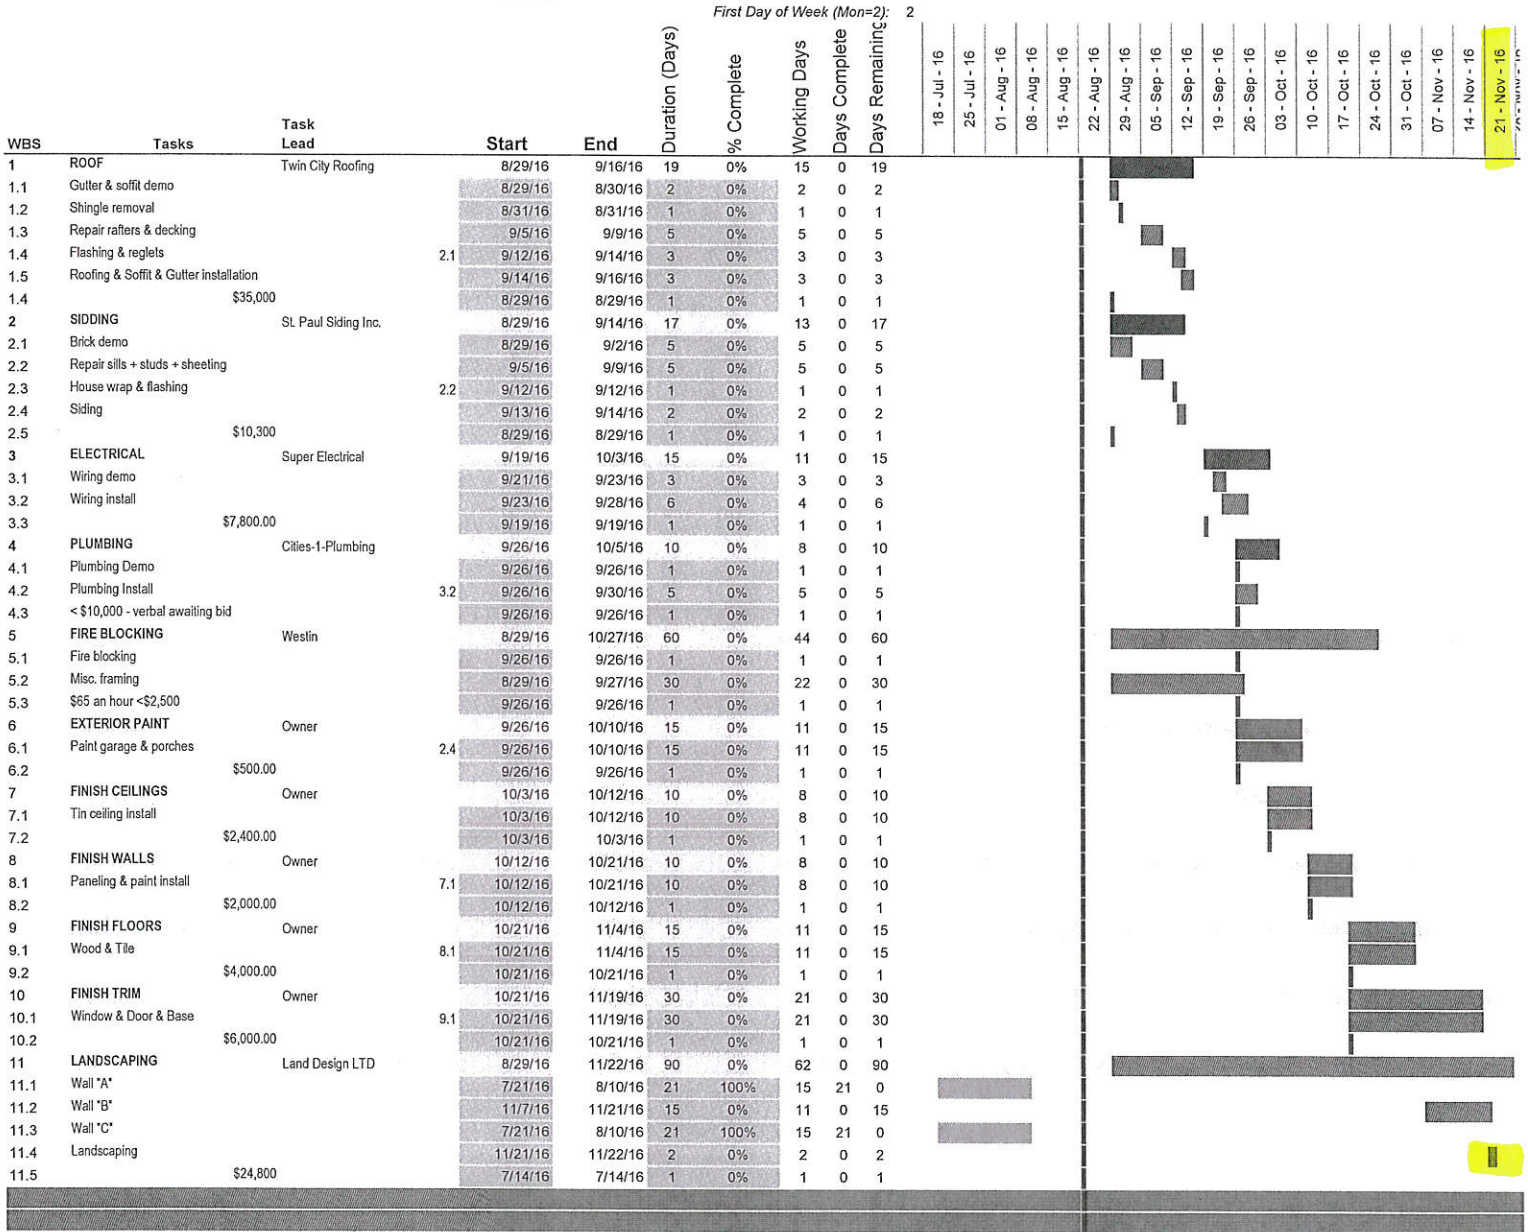 First Day of Week (Mon=2): 2
WBS Tasks Task Lead Start End Duration (Days) % Complete Working Days Days Complete Days Remaining 18 - Jul - 16 25 - Jul - 16 01 - Aug - 16 08 - Aug - 16 15 - Aug - 16 22 - Aug - 16 29 - Aug - 16 05 - Sep - 16 12 - Sep - 16 19 - Sep - 16 26 - Sep - 16 03 - Oct - 16 10 - Oct - 16 17 - Oct - 16 24 - Oct - 16 31 - Oct - 16 07 - Nov - 16 14 - Nov - 16 21 - Nov - 16
1 ROOF Twin City Roofing 8/29/16 9/16/16 19 0% 15 0 19
1.1 Gutter & soffit demo 8/29/16 8/30/16 2 0% 2 0 2
1.2 Shingle removal 8/31/16 8/31/16 1 0% 1 0 1
1.3 Repair rafters & decking 9/5/16 9/9/16 5 0% 5 0 5
1.4 Flashing & reglets 2.1 9/12/16 9/14/16 3 0% 3 0 3
1.5 Roofing & Soffit & Gutter installation 9/14/16 9/16/16 3 0% 3 0 3
1.4 $35,000 8/29/16 8/29/16 1 0% 1 0 1
2 SIDDING St. Paul Siding Inc. 8/29/16 9/14/16 17 0% 13 0 17
2.1 Brick demo 8/29/16 9/2/16 5 0% 5 0 5
2.2 Repair sills + studs + sheeting 9/5/16 9/9/16 5 0% 5 0 5
2.3 House wrap & flashing 2.2 9/12/16 9/12/16 1 0% 1 0 1
2.4 Siding 9/13/16 9/14/16 2 0% 2 0 2
2.5 $10,300 8/29/16 8/29/16 1 0% 1 0 1
3 ELECTRICAL Super Electrical 9/19/16 10/3/16 15 0% 11 0 15
3.1 Wiring demo 9/21/16 9/23/16 3 0% 3 0 3
3.2 Wiring install 9/23/16 9/28/16 6 0% 4 0 6
3.3 $7,800.00 9/19/16 9/19/16 1 0% 1 0 1
4 PLUMBING Cities-1-Plumbing 9/26/16 10/5/16 10 0% 8 0 10
4.1 Plumbing Demo 9/26/16 9/26/16 1 0% 1 0 1
4.2 Plumbing Install 3.2 9/26/16 9/30/16 5 0% 5 0 5
4.3 < $10,000 - verbal awaiting bid 9/26/16 9/26/16 1 0% 1 0 1
5 FIRE BLOCKING Westin 8/29/16 10/27/16 60 0% 44 0 60
5.1 Fire blocking 9/26/16 9/26/16 1 0% 1 0 1
5.2 Misc. framing 8/29/16 9/27/16 30 0% 22 0 30
5.3 $65 an hour <$2,500 9/26/16 9/26/16 1 0% 1 0 1
6 EXTERIOR PAINT Owner 9/26/16 10/10/16 15 0% 11 0 15
6.1 Paint garage & porches 2.4 9/26/16 10/10/16 15 0% 11 0 15
6.2 $500.00 9/26/16 9/26/16 1 0% 1 0 1
7 FINISH CEILINGS Owner 10/3/16 10/12/16 10 0% 8 0 10
7.1 Tin ceiling install 10/3/16 10/12/16 10 0% 8 0 10
7.2 $2,400.00 10/3/16 10/3/16 1 0% 1 0 1
8 FINISH WALLS Owner 10/12/16 10/21/16 10 0% 8 0 10
8.1 Paneling & paint install 7.1 10/12/16 10/21/16 10 0% 8 0 10
8.2 $2,000.00 10/12/16 10/12/16 1 0% 1 0 1
9 FINISH FLOORS Owner 10/21/16 11/4/16 15 0% 11 0 15
9.1 Wood & Tile 8.1 10/21/16 11/4/16 15 0% 11 0 15
9.2 $4,000.00 10/21/16 10/21/16 1 0% 1 0 1
10 FINISH TRIM Owner 10/21/16 11/19/16 30 0% 21 0 30
10.1 Window & Door & Base 9.1 10/21/16 11/19/16 30 0% 21 0 30
10.2 $6,000.00 10/21/16 10/21/16 1 0% 1 0 1
11 LANDSCAPING Land Design LTD 8/29/16 11/22/16 90 0% 62 0 90
11.1 Wall "A" 7/21/16 8/10/16 21 100% 15 21 0
11.2 Wall "B" 11/7/16 11/21/16 15 0% 11 0 15
11.3 Wall "C" 7/21/16 8/10/16 21 100% 15 21 0
11.4 Landscaping 11/21/16 11/22/16 2 0% 2 0 2
11.5 $24,800 7/14/16 7/14/16 1 0% 1 0 1